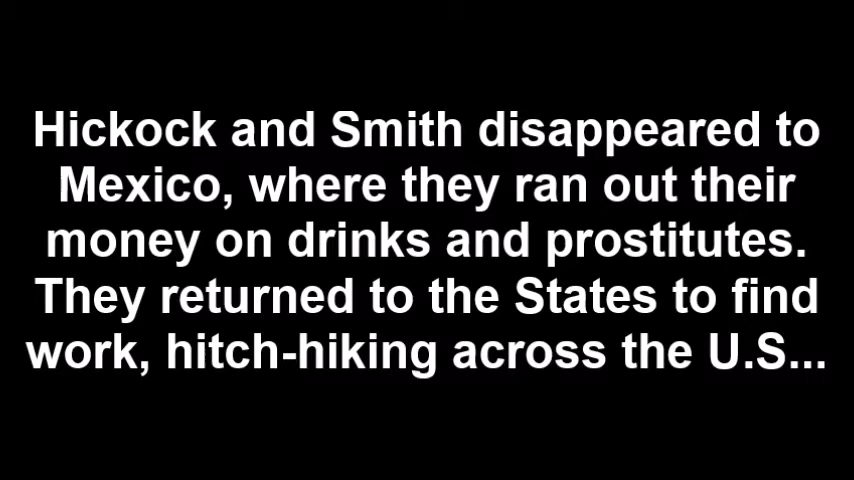 Hickock and Smith disappeared to
Mexico, where they ran out their
money on drinks and prostitutes.
They returned to the States to find
work, hitch-hiking across the U.S...